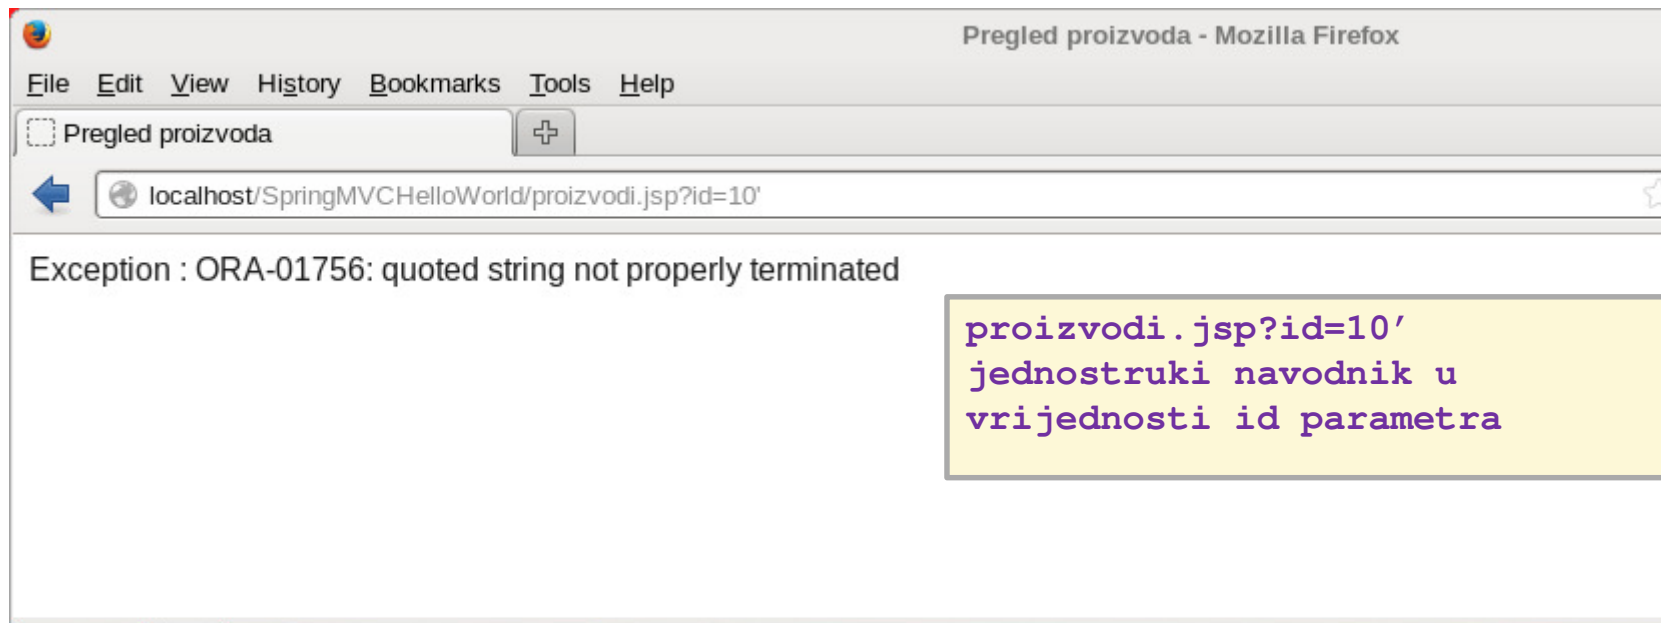 Pregled proizvoda - Mozilla Firefox
File Edit View History Bookmarks Tools Help
Pregled proizvoda
localhost/SpringMVCHelloWorld/proizvodi.jsp?id=10'
Exception : ORA-01756: quoted string not properly terminated
proizvodi.jsp?id=10’
jednostruki navodnik u
vrijednosti id parametra